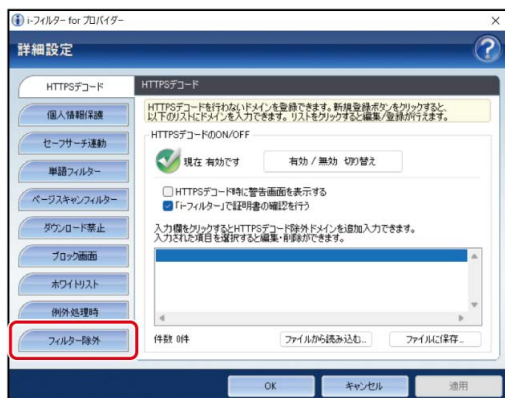 i-フィルター for プロバイダー
詳細設定
HTTPSデコード
個人情報保護
セーフサーチ連動
単語フィルター
ページスキャンフィルター
ダウンロード禁止
ブロック画面
ホワイトリスト
例外処理時
フィルター除外
HTTPSデコード
HTTPSデコードを行わないドメインを登録できます。新規登録ボタンをクリックすると、
以下のリストにドメインを入力できます。リストをクリックすると編集/登録が行えます。
HTTPSデコードのON/OFF
現在 有効です
有効 / 無効 切り替え
HTTPSデコード時に警告画面を表示する
「i-フィルター」で証明書の確認を行う
入力欄をクリックするとHTTPSデコード除外ドメインを追加入力できます。
入力された項目を選択すると編集・削除ができます。
件数 0件
ファイルから読み込む...
ファイルに保存...
OK
キャンセル
適用